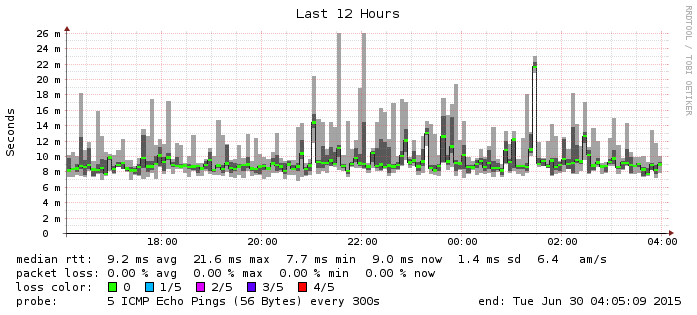 Last 12 Hours
RRDTOOL / TOBI OETIKER
Seconds
26 m
24 m
22 m
20 m
18 m
16 m
14 m
12 m
10 m
8 m
6 m
4 m
2 m
0
18:00 20:00 22:00 00:00 02:00 04:00
median rtt: 9.2 ms avg 21.6 ms max 7.7 ms min 9.0 ms now 1.4 ms sd 6.4 am/s
packet loss: 0.00 % avg 0.00 % max 0.00 % min 0.00 % now
loss color: 0 1/5 2/5 3/5 4/5
probe: 5 ICMP Echo Pings (56 Bytes) every 300s end: Tue Jun 30 04:05:09 2015